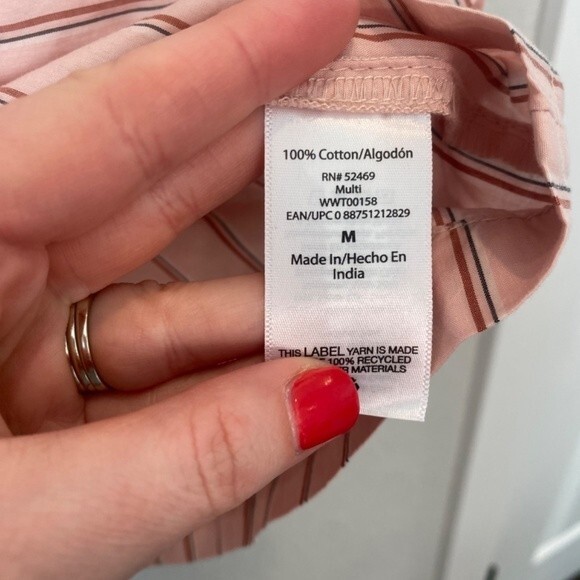 100% Cotton/Algodón
RN# 52469
Multi
WWT00158
EAN/UPC 0 88751212829
M
Made In/Hecho En
India
THIS LABEL YARN IS MADE
100% RECYCLED
MATERIALS